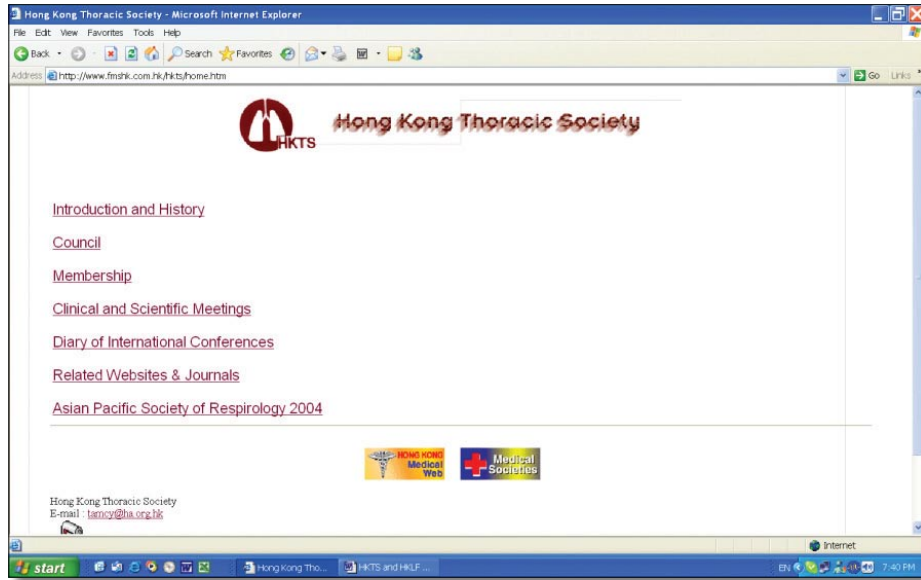 Hong Kong Thoracic Society - Microsoft Internet Explorer
File Edit View Favorites Tools Help
Back Search Favorites
Address http://www.fmshk.com.hk/hkts/home.htm Go Links
HKTS Hong Kong Thoracic Society
Introduction and History
Council
Membership
Clinical and Scientific Meetings
Diary of International Conferences
Related Websites & Journals
Asian Pacific Society of Respirology 2004
HONG KONG Medical Web
Medical Societies
Hong Kong Thoracic Society
E-mail : tamcy@ha.org.hk
Internet
start Hong Kong Tho... HKTS and HKLF ... EN 7:40 PM